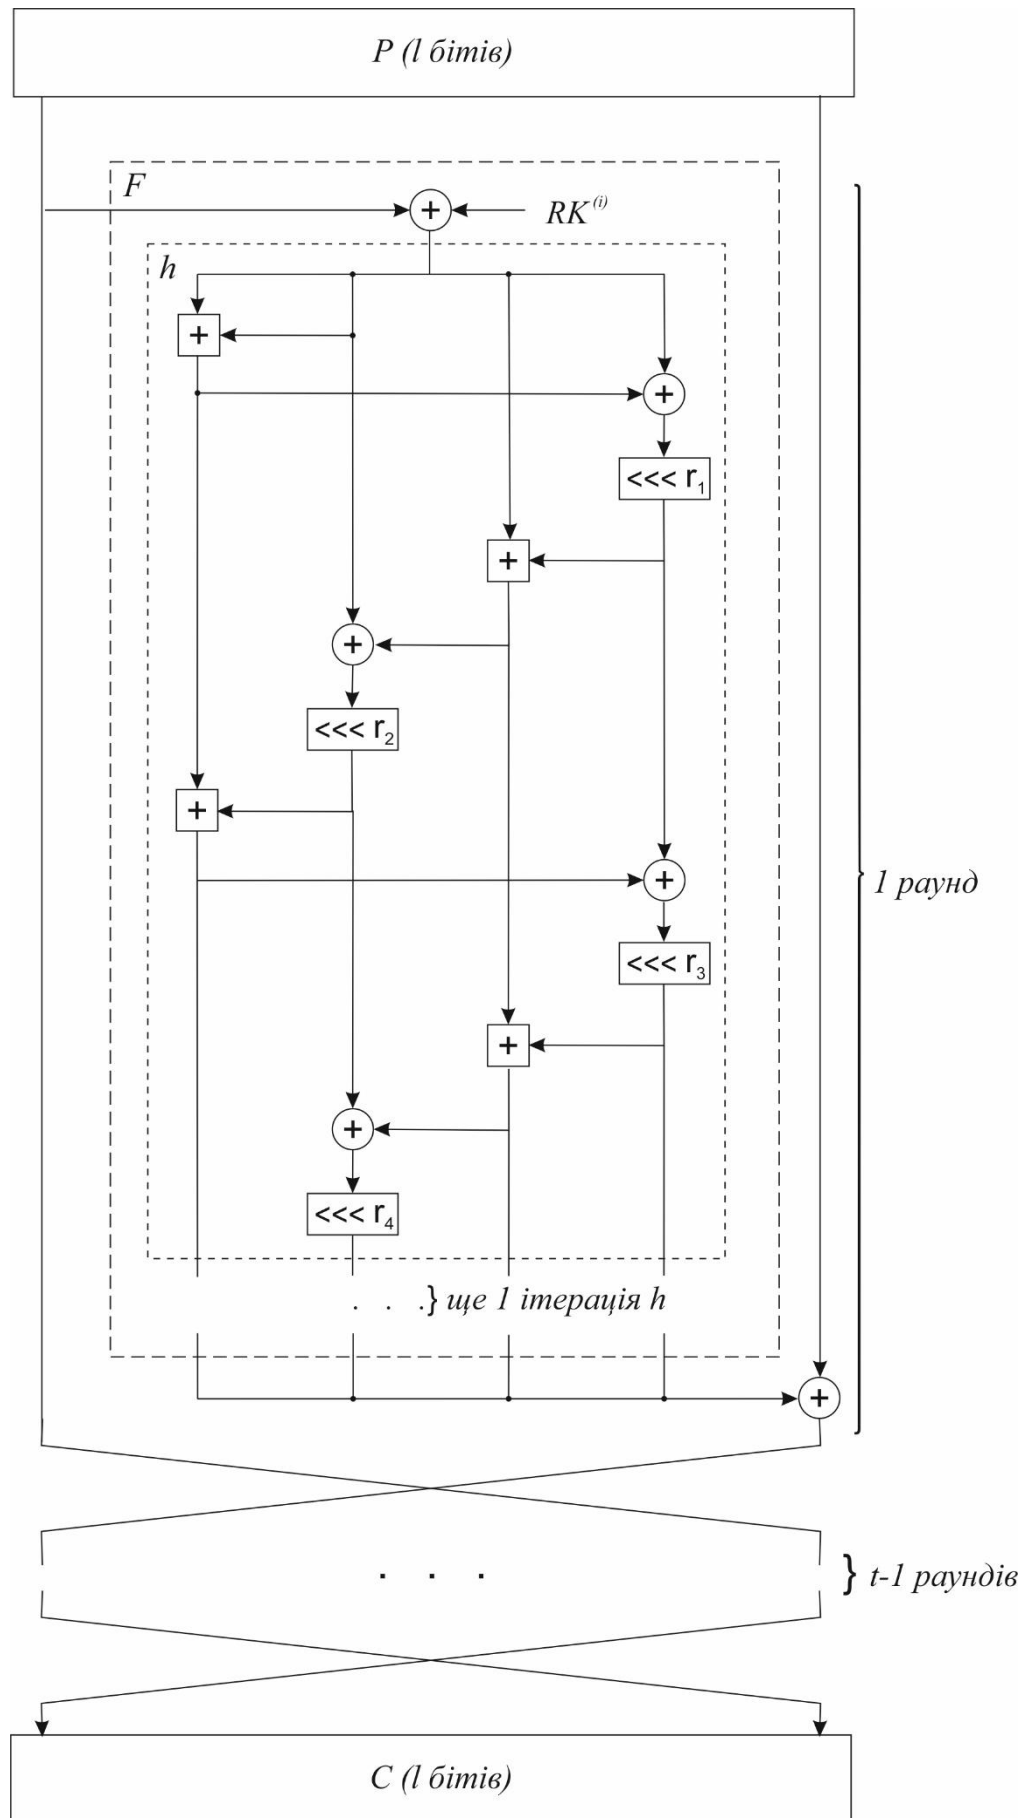 P (l бітів)
F
+
RK⁽ⁱ⁾
h
+
+
<<< r₁
+
+
<<< r₂
+
+
1 раунд
<<< r₃
+
+
<<< r₄
. . .} ще 1 ітерація h
+
. . . } t-1 раундів
C (l бітів)